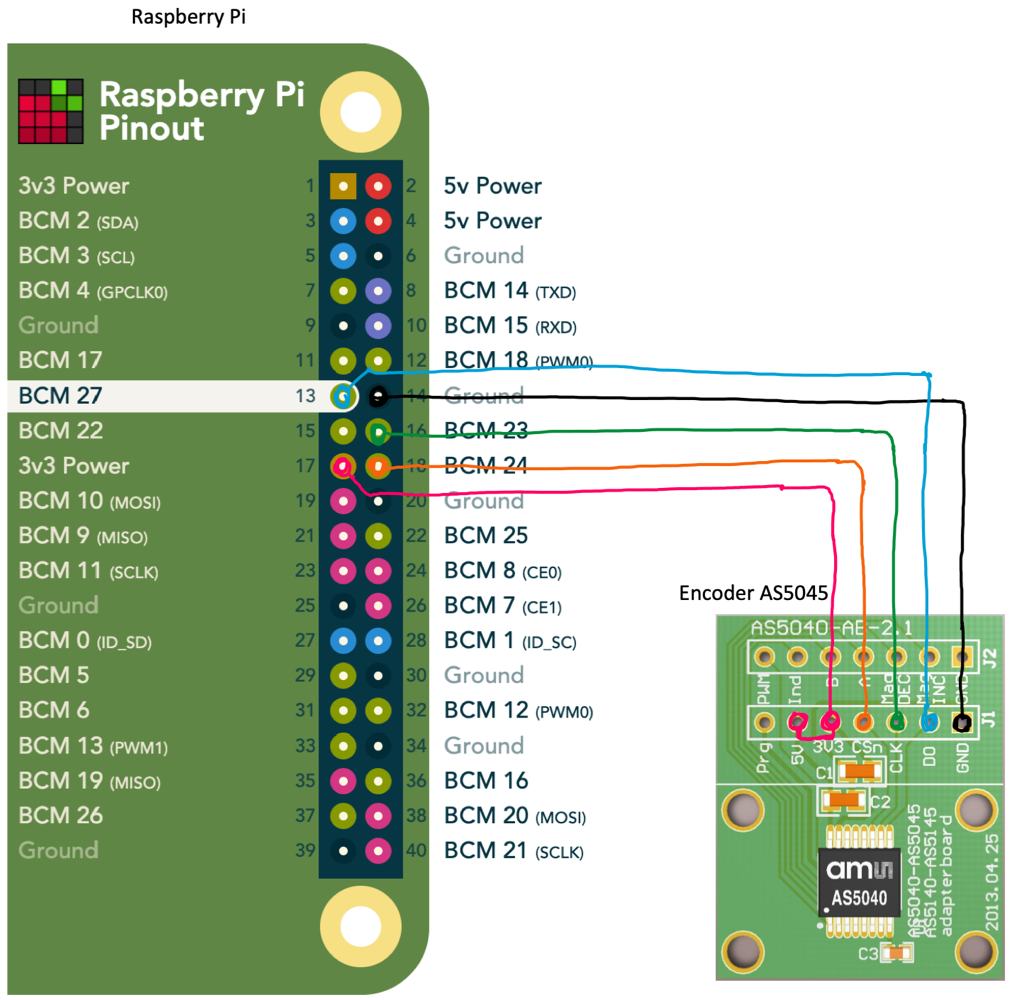 Raspberry Pi
Raspberry Pi
Pinout
3v3 Power 1 2 5v Power
BCM 2 (SDA) 3 4 5v Power
BCM 3 (SCL) 5 6 Ground
BCM 4 (GPCLK0) 7 8 BCM 14 (TXD)
Ground 9 10 BCM 15 (RXD)
BCM 17 11 12 BCM 18 (PWM0)
BCM 27 13 14 Ground
BCM 22 15 16 BCM 23
3v3 Power 17 18 BCM 24
BCM 10 (MOSI) 19 20 Ground
BCM 9 (MISO) 21 22 BCM 25
BCM 11 (SCLK) 23 24 BCM 8 (CE0)
Ground 25 26 BCM 7 (CE1)
BCM 0 (ID_SD) 27 28 BCM 1 (ID_SC)
BCM 5 29 30 Ground
BCM 6 31 32 BCM 12 (PWM0)
BCM 13 (PWM1) 33 34 Ground
BCM 19 (MISO) 35 36 BCM 16
BCM 26 37 38 BCM 20 (MOSI)
Ground 39 40 BCM 21 (SCLK)
Encoder AS5045
AS5040-AB-2.1
J2
PWM
Ind
B
A
Mag
DEC
Mag
INC
GND
J1
Prg
5V
3V3
CSn
CLK
DO
GND
C1
C2
amu
AS5040
AS5040-AS5045
AS5140-AS5145
adapterboard
2013.04.25
C3